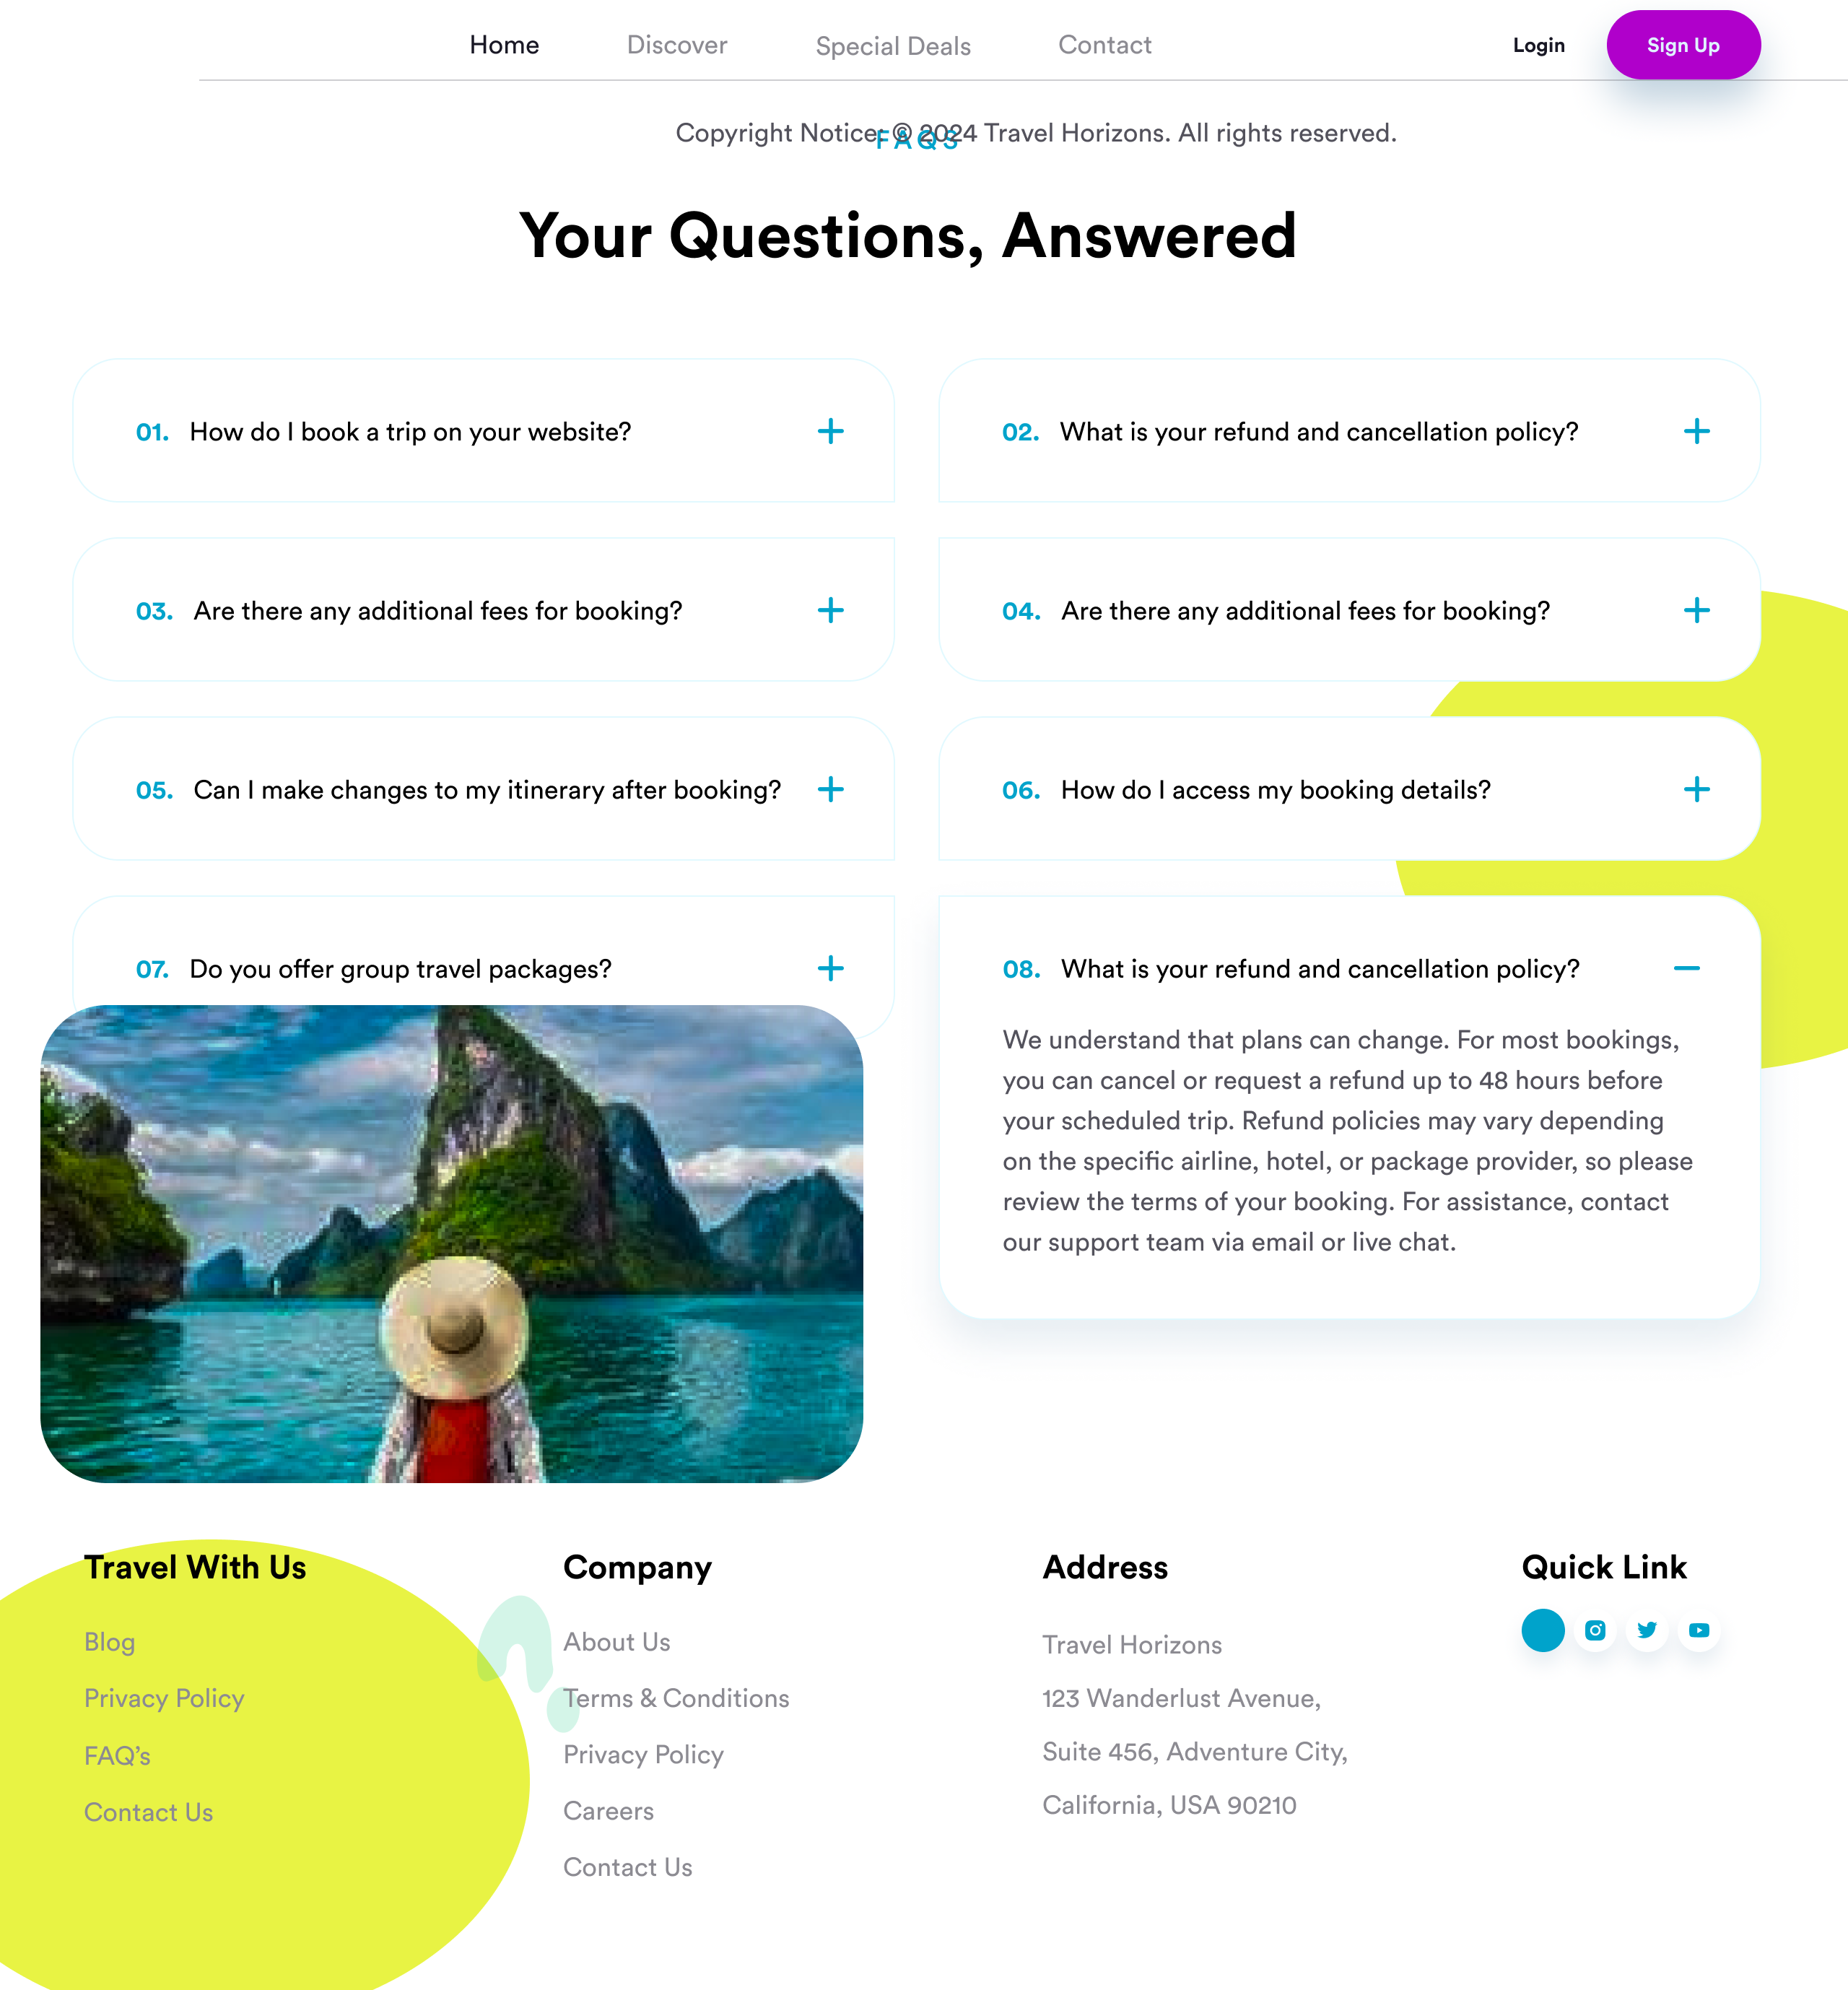 Home
Discover
Special Deals
Contact
Login
Sign Up
Copyright Notice: © 2024 Travel Horizons. All rights reserved.
FAQS
Your Questions, Answered
01. How do I book a trip on your website?
02. What is your refund and cancellation policy?
03. Are there any additional fees for booking?
04. Are there any additional fees for booking?
05. Can I make changes to my itinerary after booking?
06. How do I access my booking details?
07. Do you offer group travel packages?
08. What is your refund and cancellation policy?
We understand that plans can change. For most bookings,
you can cancel or request a refund up to 48 hours before
your scheduled trip. Refund policies may vary depending
on the specific airline, hotel, or package provider, so please
review the terms of your booking. For assistance, contact
our support team via email or live chat.
Travel With Us
Blog
Privacy Policy
FAQ’s
Contact Us
Company
About Us
Terms & Conditions
Privacy Policy
Careers
Contact Us
Address
Travel Horizons
123 Wanderlust Avenue,
Suite 456, Adventure City,
California, USA 90210
Quick Link